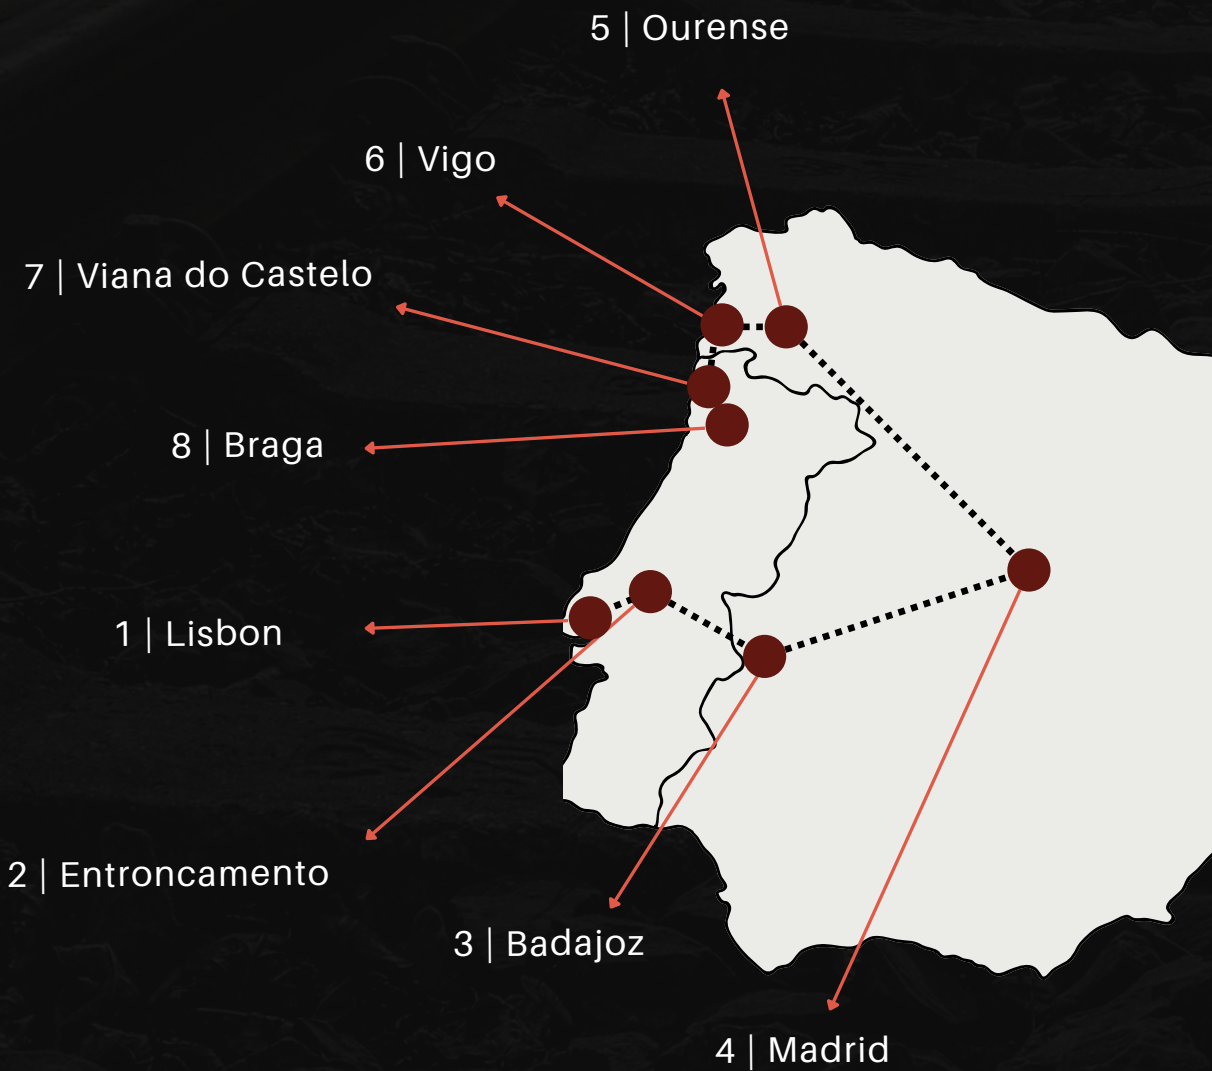 5 | Ourense
6 | Vigo
7 | Viana do Castelo
8 | Braga
1 | Lisbon
2 | Entroncamento
3 | Badajoz
4 | Madrid